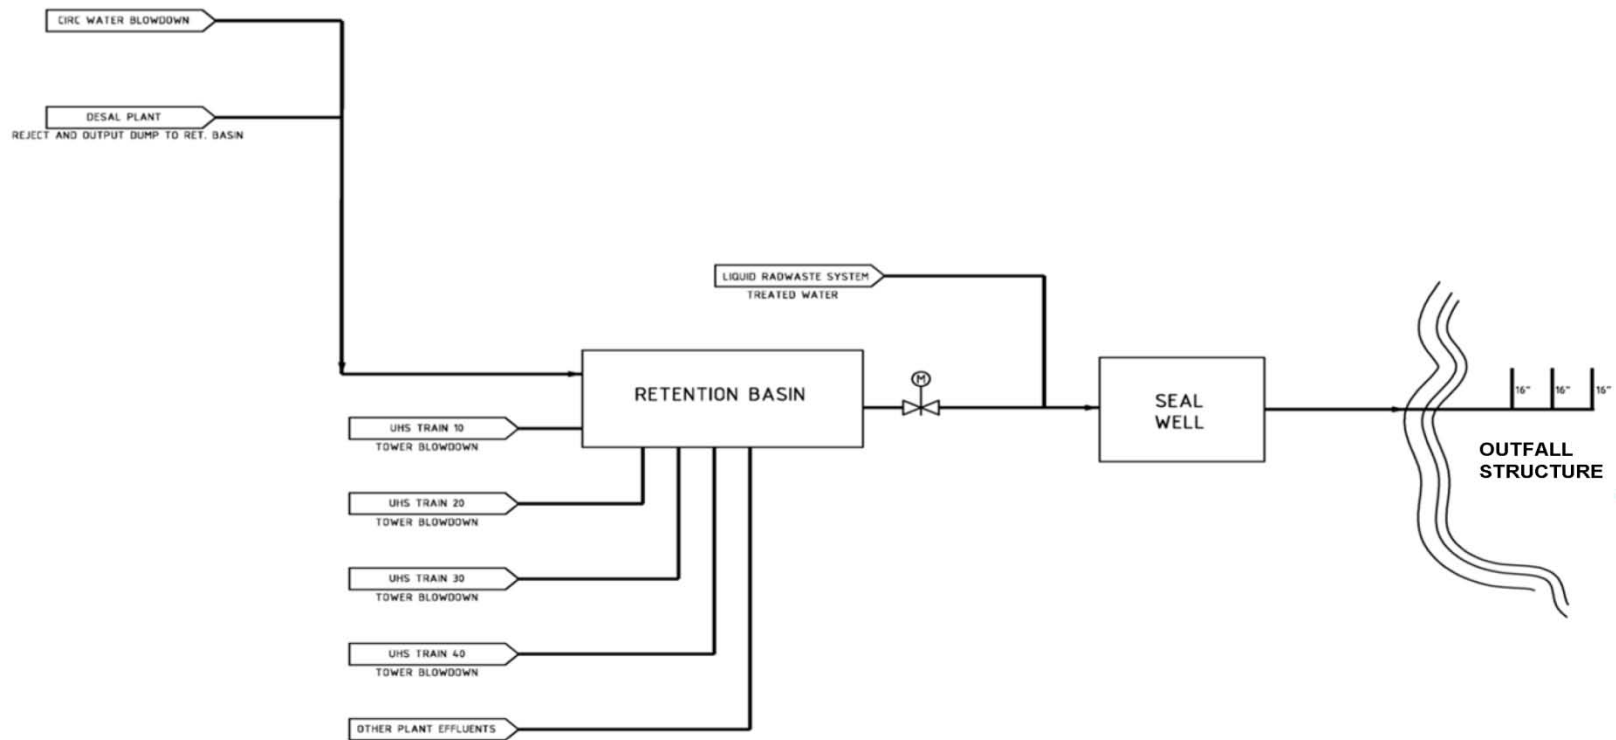 CIRC WATER BLOWDOWN
DESAL PLANT
REJECT AND OUTPUT DUMP TO RET. BASIN
LIQUID RADWASTE SYSTEM
TREATED WATER
M
RETENTION BASIN
SEAL
WELL
16"
16"
16"
OUTFALL
STRUCTURE
UHS TRAIN 10
TOWER BLOWDOWN
UHS TRAIN 20
TOWER BLOWDOWN
UHS TRAIN 30
TOWER BLOWDOWN
UHS TRAIN 40
TOWER BLOWDOWN
OTHER PLANT EFFLUENTS